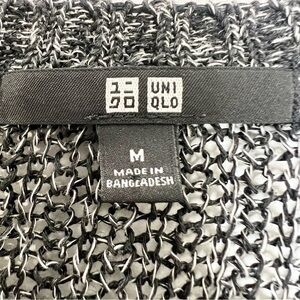 ユニ UNI
クロ QLO
M
MADE IN
BANGLADESH